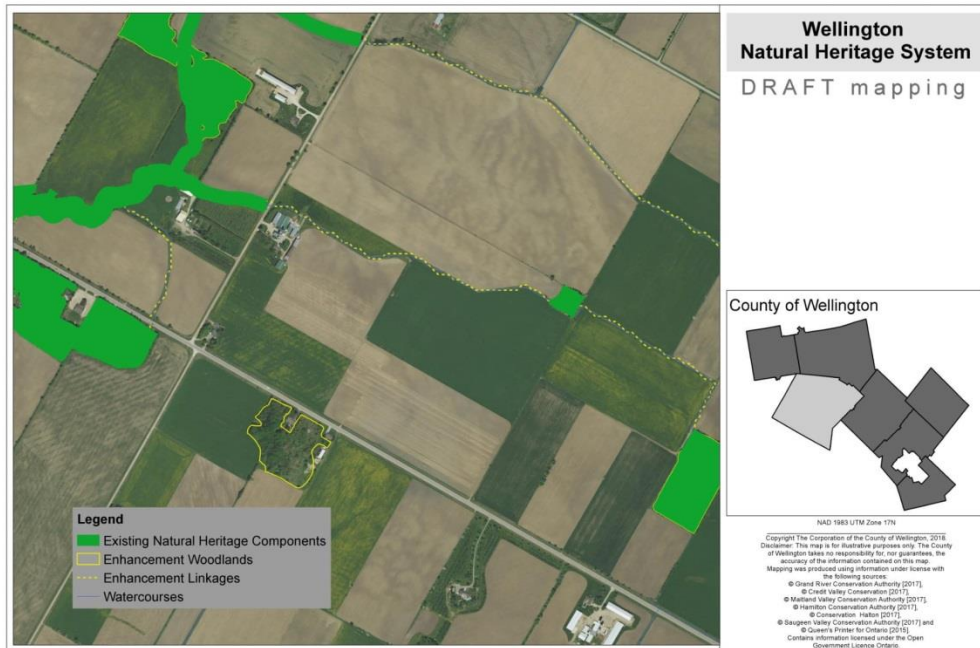 Wellington
Natural Heritage System
DRAFT mapping
County of Wellington
Legend
Existing Natural Heritage Components
Enhancement Woodlands
Enhancement Linkages
Watercourses
NAD 1983 UTM Zone 17N
Copyright The Corporation of the County of Wellington, 2018.
Disclaimer: This map is for illustrative purposes only. The County
of Wellington takes no responsibility for, nor guarantees, the
accuracy of the information contained on this map.
Mapping was produced using information under license with
the following sources:
© Grand River Conservation Authority [2017],
© Credit Valley Conservation [2017],
© Maitland Valley Conservation Authority [2017],
© Hamilton Conservation Authority [2017],
© Conservation Halton [2017],
© Saugeen Valley Conservation Authority [2017] and
© Queen's Printer for Ontario [2015].
Contains information licensed under the Open
Government Licence Ontario.